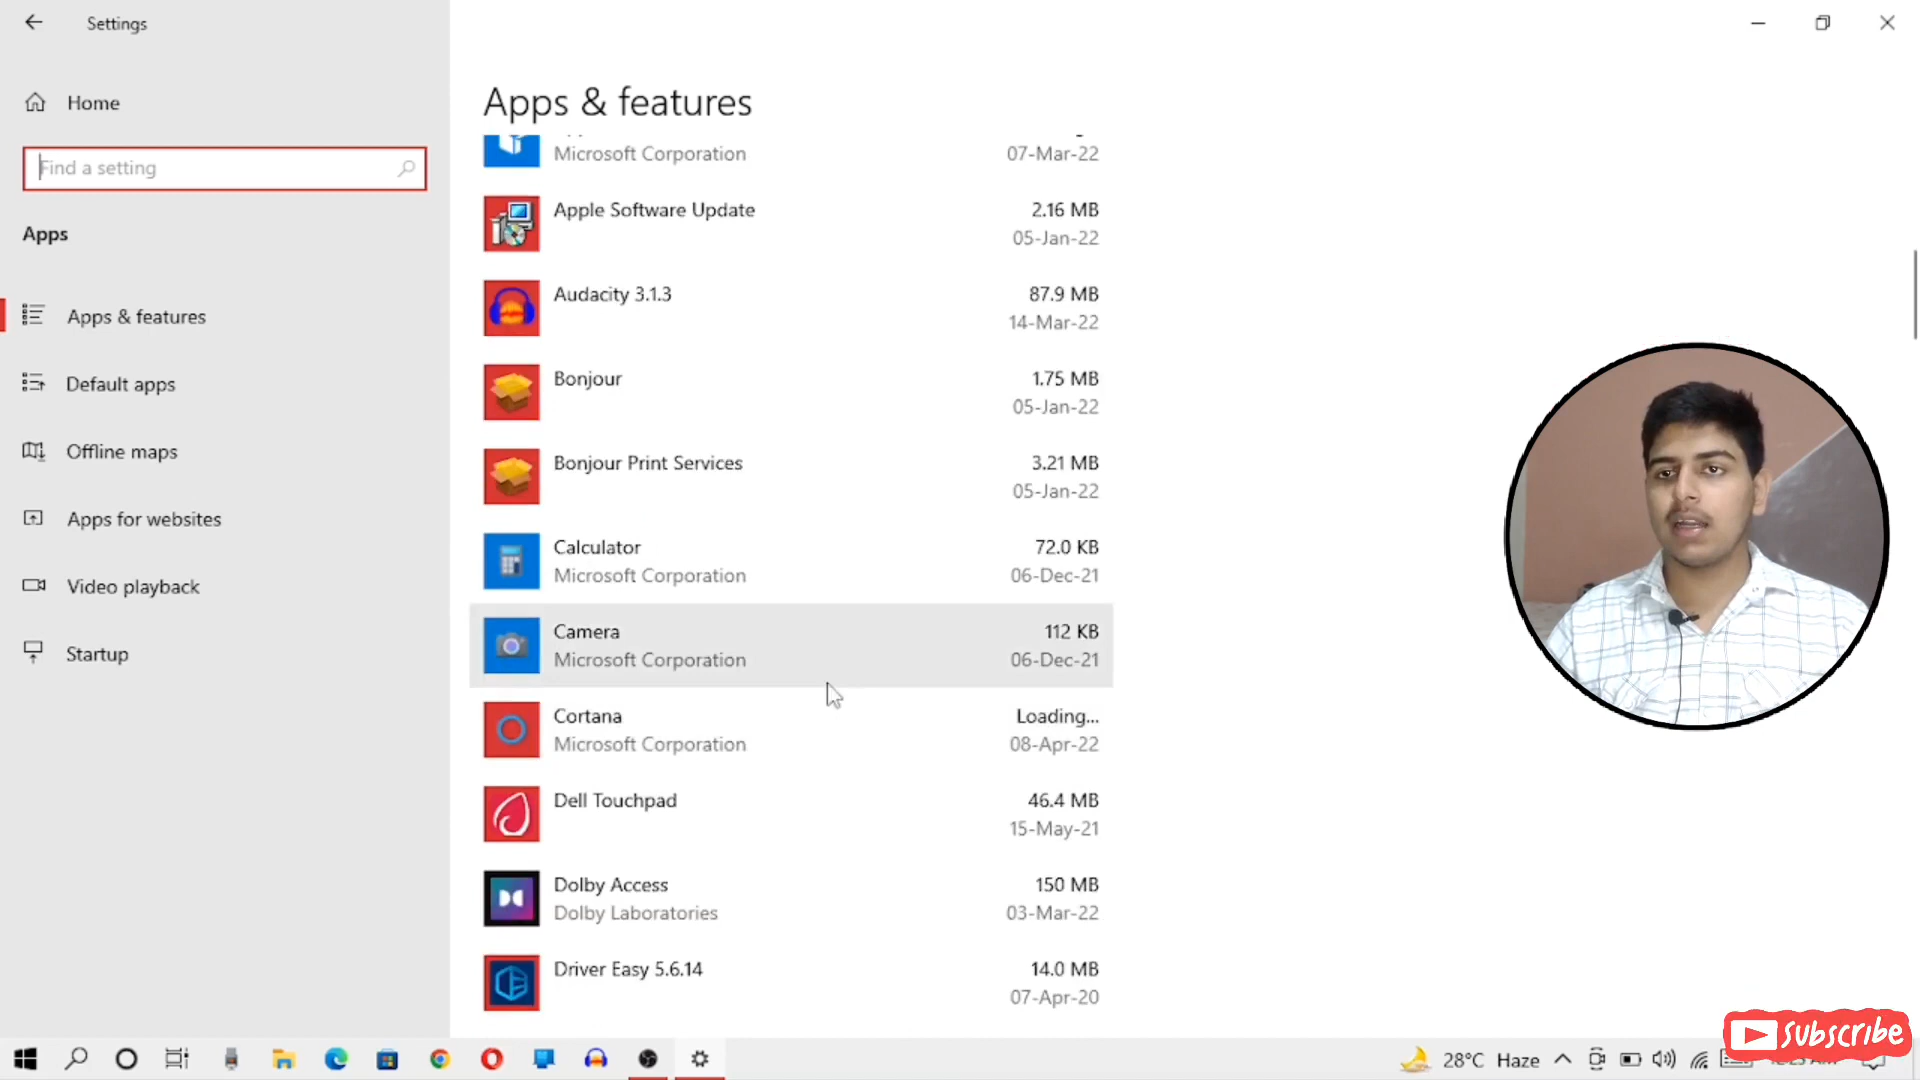 Settings
Home
Find a setting
Apps
Apps & features
Default apps
Offline maps
Apps for websites
Video playback
Startup
Apps & features
Microsoft Corporation 07-Mar-22
Apple Software Update 2.16 MB
05-Jan-22
Audacity 3.1.3 87.9 MB
14-Mar-22
Bonjour 1.75 MB
05-Jan-22
Bonjour Print Services 3.21 MB
05-Jan-22
Calculator 72.0 KB
Microsoft Corporation 06-Dec-21
Camera 112 KB
Microsoft Corporation 06-Dec-21
Cortana Loading...
Microsoft Corporation 08-Apr-22
Dell Touchpad 46.4 MB
15-May-21
Dolby Access 150 MB
Dolby Laboratories 03-Mar-22
Driver Easy 5.6.14 14.0 MB
07-Apr-20
Subscribe
28°C Haze